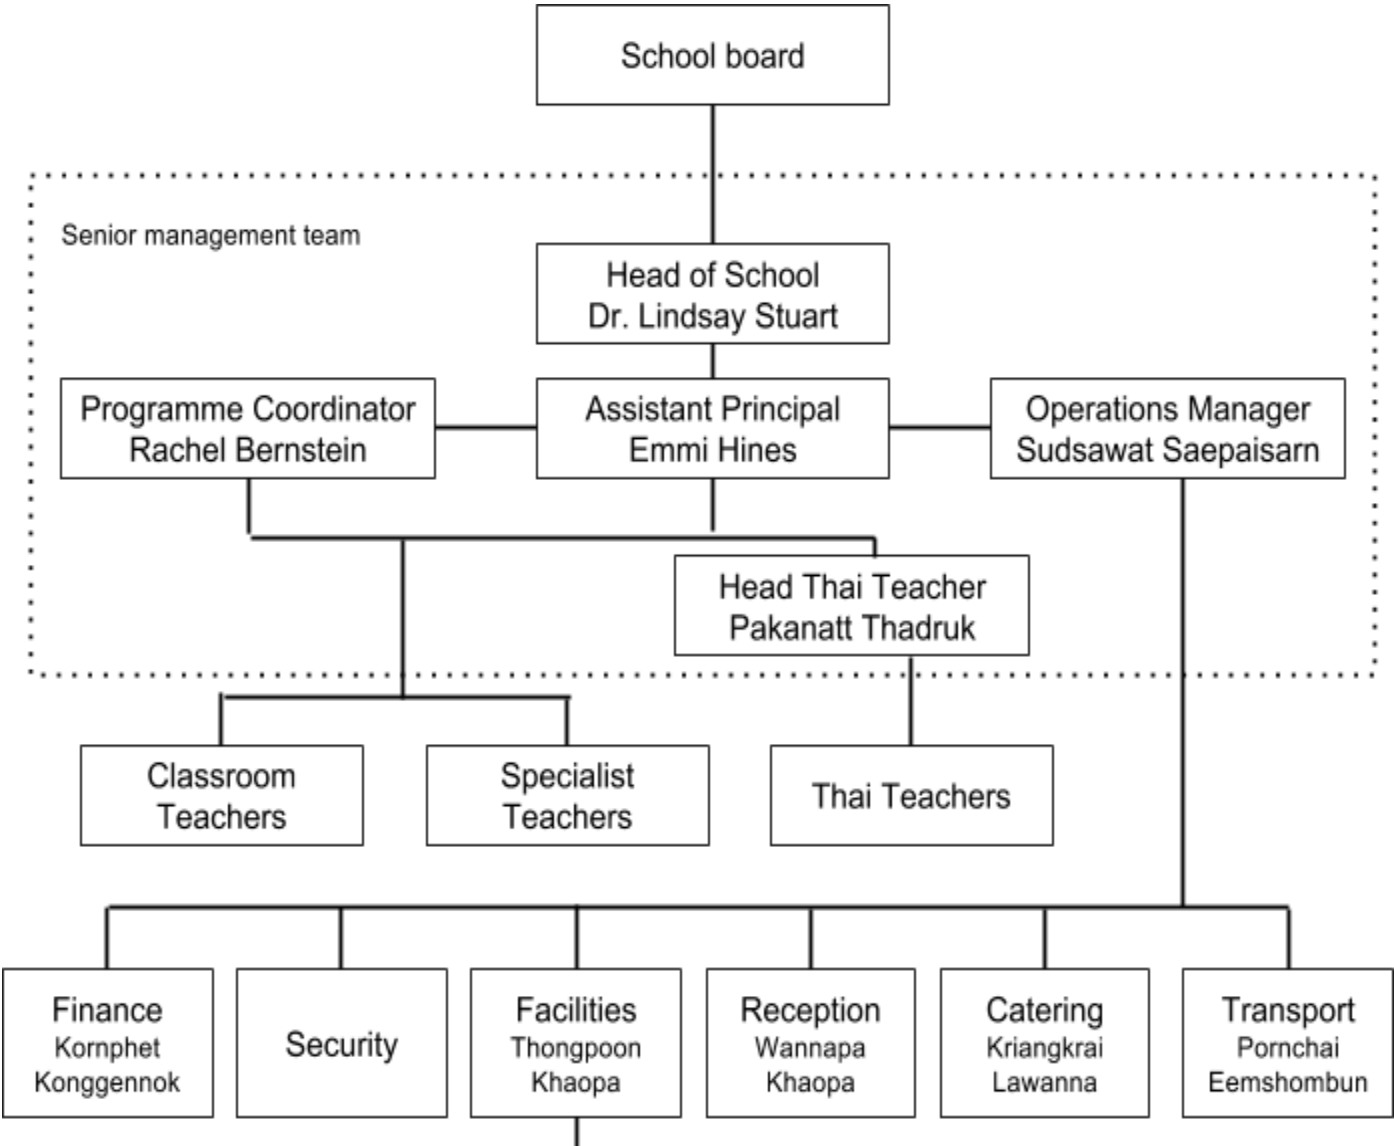 School board
Senior management team
Head of School
Dr. Lindsay Stuart
Programme Coordinator
Rachel Bernstein
Assistant Principal
Emmi Hines
Operations Manager
Sudsawat Saepaisarn
Head Thai Teacher
Pakanatt Thadruk
Classroom
Teachers
Specialist
Teachers
Thai Teachers
Finance
Kornphet
Konggennok
Security
Facilities
Thongpoon
Khaopa
Reception
Wannapa
Khaopa
Catering
Kriangkrai
Lawanna
Transport
Pornchai
Eemshombun